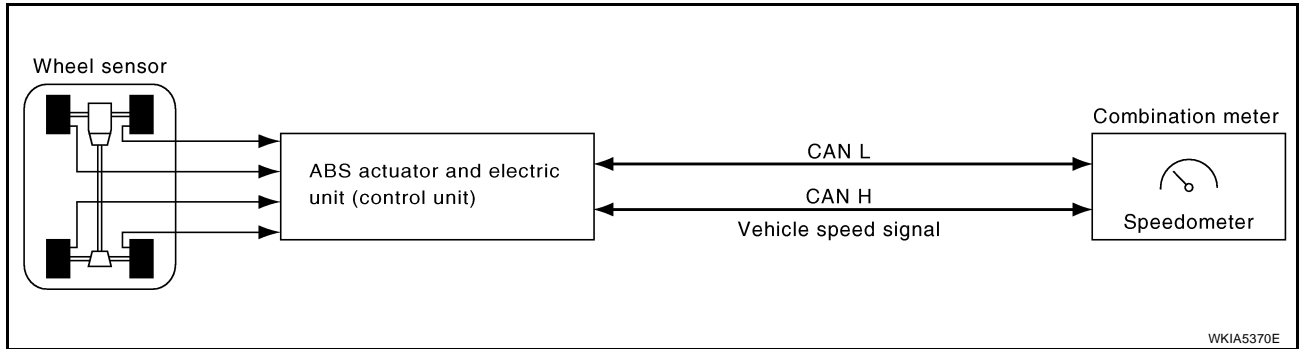 Wheel sensor
ABS actuator and electric
unit (control unit)
CAN L
CAN H
Vehicle speed signal
Combination meter
Speedometer
WKIA5370E